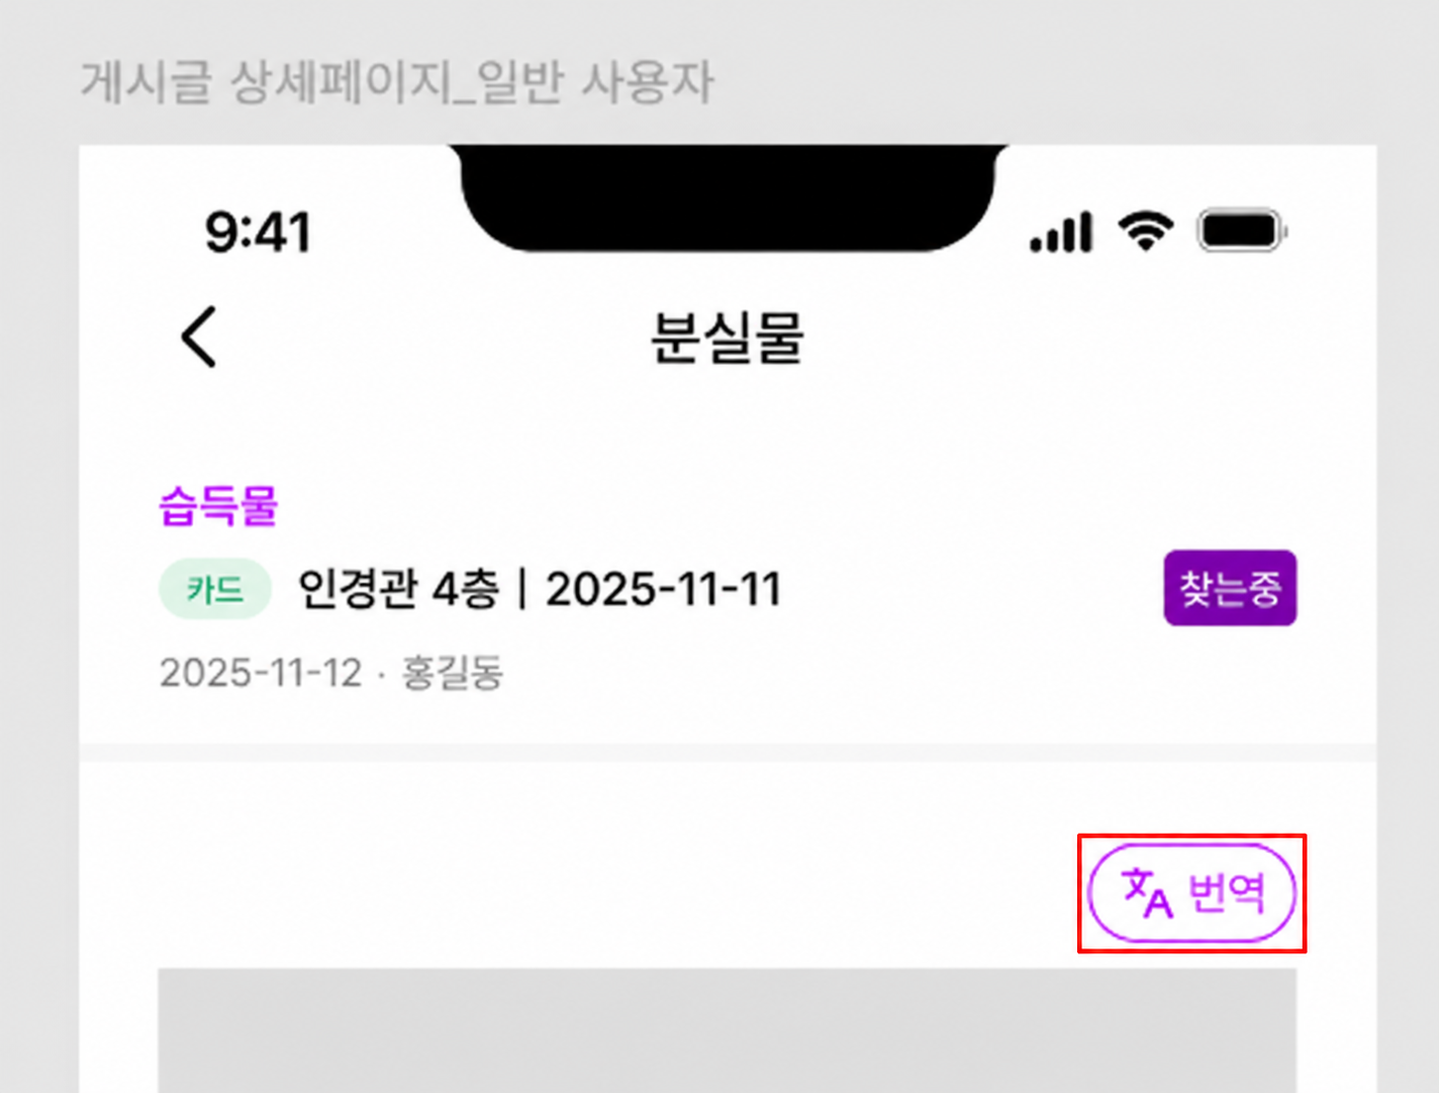 게시글 상세페이지_일반 사용자
9:41
분실물
습득물
카드 인경관 4층 | 2025-11-11 찾는중
2025-11-12 · 홍길동
文A 번역